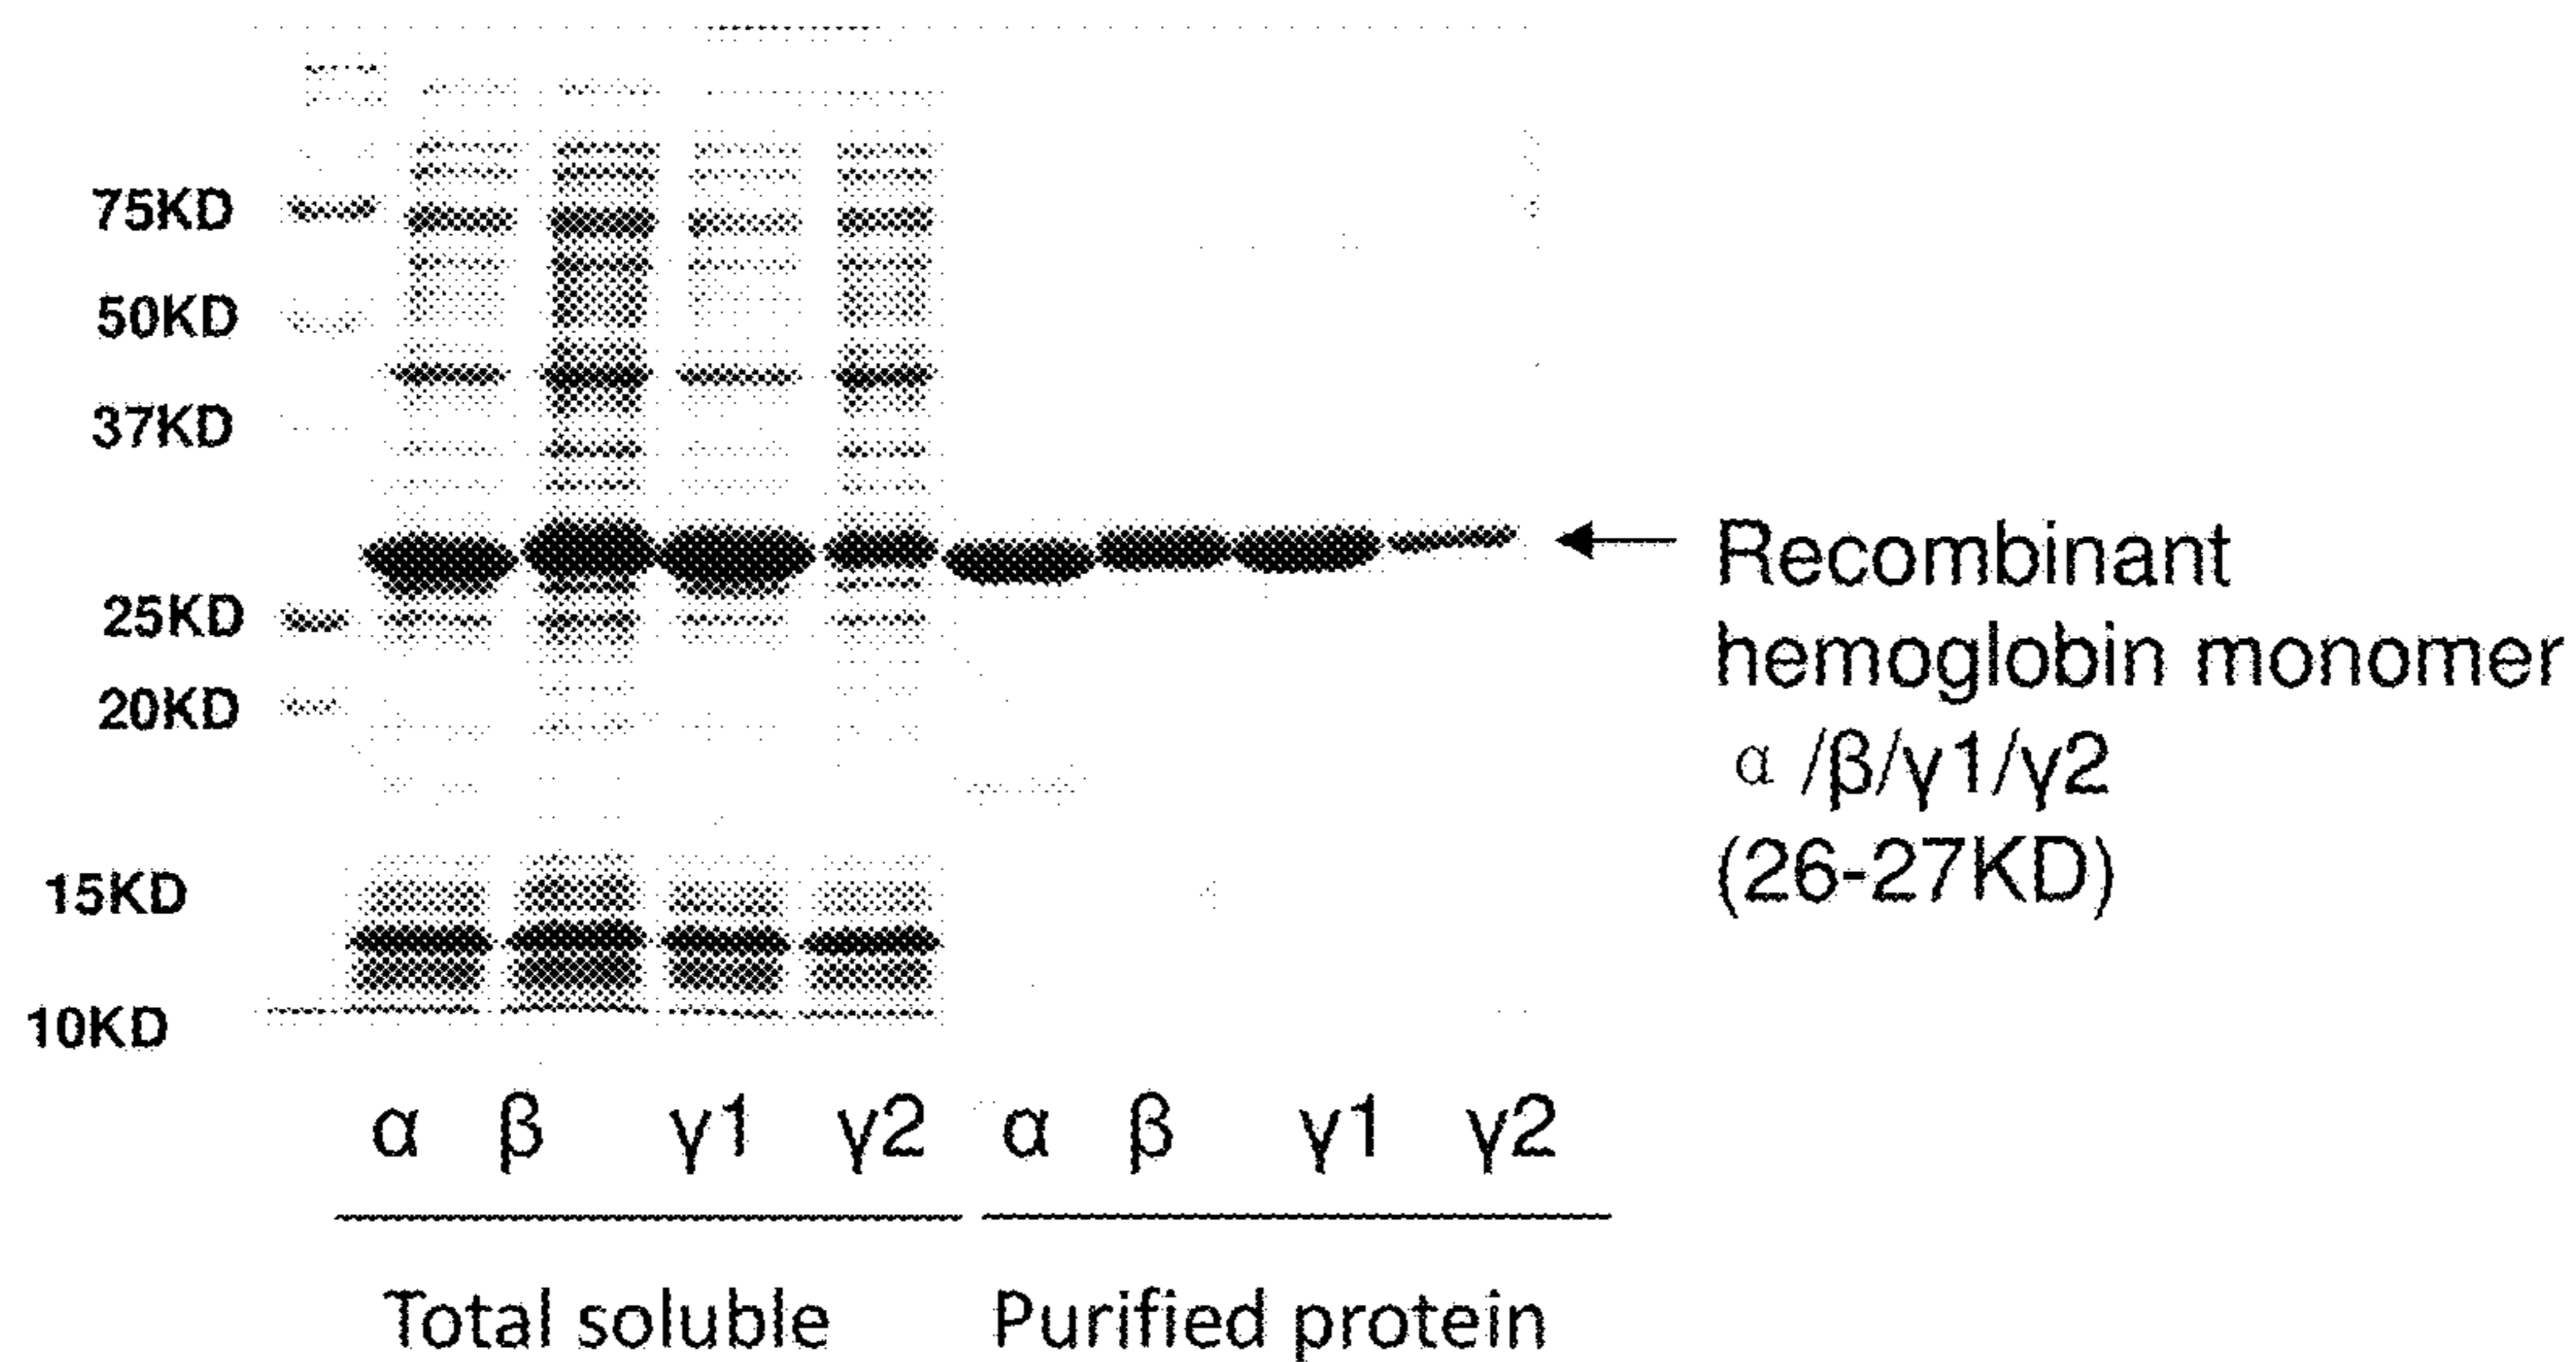 75KD
50KD
37KD
25KD
20KD
15KD
10KD
Recombinant
hemoglobin monomer
α /β/γ1/γ2
(26-27KD)
α β γ1 γ2 α β γ1 γ2
Total soluble Purified protein